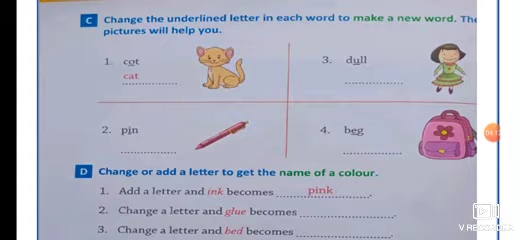 C Change the underlined letter in each word to make a new word. The
pictures will help you.
1. cot
cat
3. dull
2. pin
4. beg
D Change or add a letter to get the name of a colour.
1. Add a letter and ink becomes pink.
2. Change a letter and glue becomes
3. Change a letter and bed becomes
V RECORDER